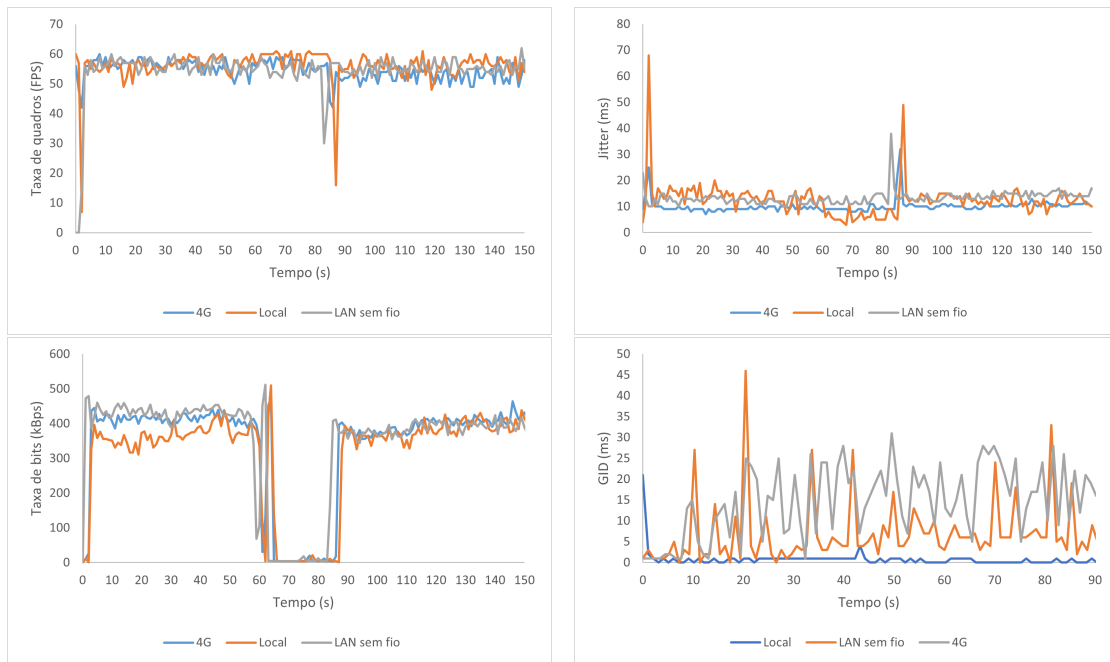 Taxa de quadros (FPS)
70
60
50
40
30
20
10
0
0 10 20 30 40 50 60 70 80 90 100 110 120 130 140 150
Tempo (s)
4G Local LAN sem fio
Jitter (ms)
80
70
60
50
40
30
20
10
0
0 10 20 30 40 50 60 70 80 90 100 110 120 130 140 150
Tempo (s)
4G Local LAN sem fio
Taxa de bits (kBps)
600
500
400
300
200
100
0
0 10 20 30 40 50 60 70 80 90 100 110 120 130 140 150
Tempo (s)
4G Local LAN sem fio
GID (ms)
50
45
40
35
30
25
20
15
10
5
0
0 10 20 30 40 50 60 70 80 90
Tempo (s)
Local LAN sem fio 4G